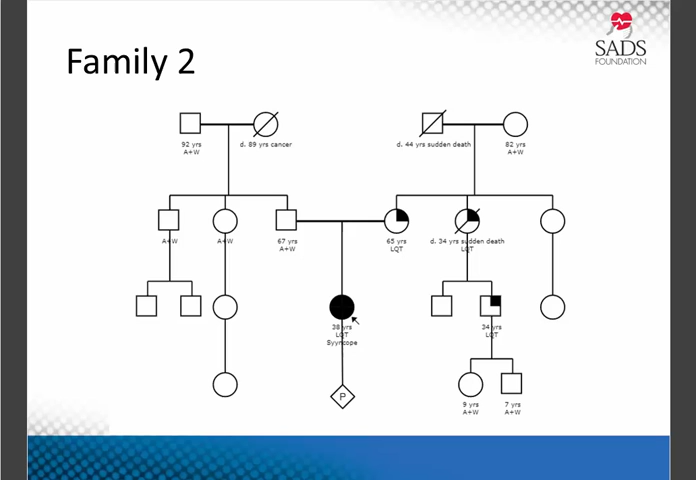 Family 2
SADS
FOUNDATION
92 yrs
A+W
d. 89 yrs cancer
d. 44 yrs sudden death
82 yrs
A+W
A+W
A+W
67 yrs
A+W
65 yrs
LQT
d. 34 yrs sudden death
LQT
38 yrs
LQT
Syyncope
34 yrs
LQT
P
9 yrs
A+W
7 yrs
A+W